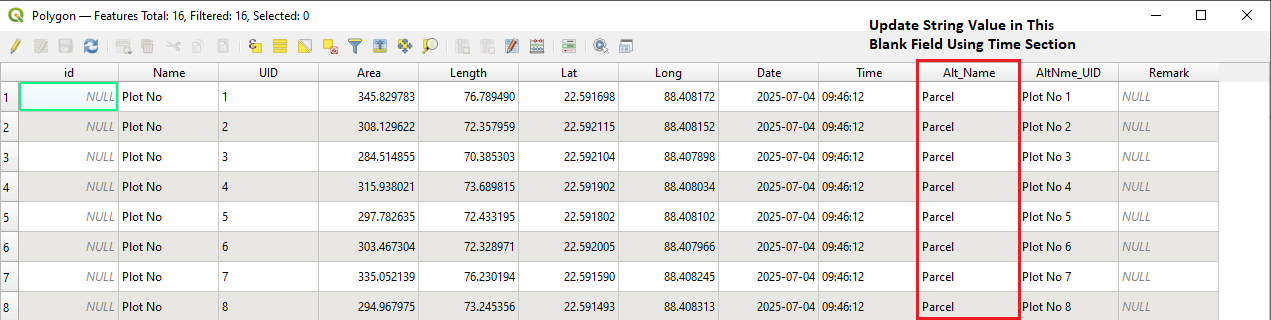 Polygon — Features Total: 16, Filtered: 16, Selected: 0
Update String Value in This
Blank Field Using Time Section
id Name UID Area Length Lat Long Date Time Alt_Name AltNme_UID Remark
1 NULL Plot No 1 345.829783 76.789490 22.591698 88.408172 2025-07-04 09:46:12 Parcel Plot No 1 NULL
2 NULL Plot No 2 308.129622 72.357959 22.592115 88.408152 2025-07-04 09:46:12 Parcel Plot No 2 NULL
3 NULL Plot No 3 284.514855 70.385303 22.592104 88.407898 2025-07-04 09:46:12 Parcel Plot No 3 NULL
4 NULL Plot No 4 315.938021 73.689815 22.591902 88.408034 2025-07-04 09:46:12 Parcel Plot No 4 NULL
5 NULL Plot No 5 297.782635 72.433195 22.591802 88.408102 2025-07-04 09:46:12 Parcel Plot No 5 NULL
6 NULL Plot No 6 303.467304 72.328971 22.592005 88.407966 2025-07-04 09:46:12 Parcel Plot No 6 NULL
7 NULL Plot No 7 335.052139 76.230194 22.591590 88.408245 2025-07-04 09:46:12 Parcel Plot No 7 NULL
8 NULL Plot No 8 294.967975 73.245356 22.591493 88.408313 2025-07-04 09:46:12 Parcel Plot No 8 NULL